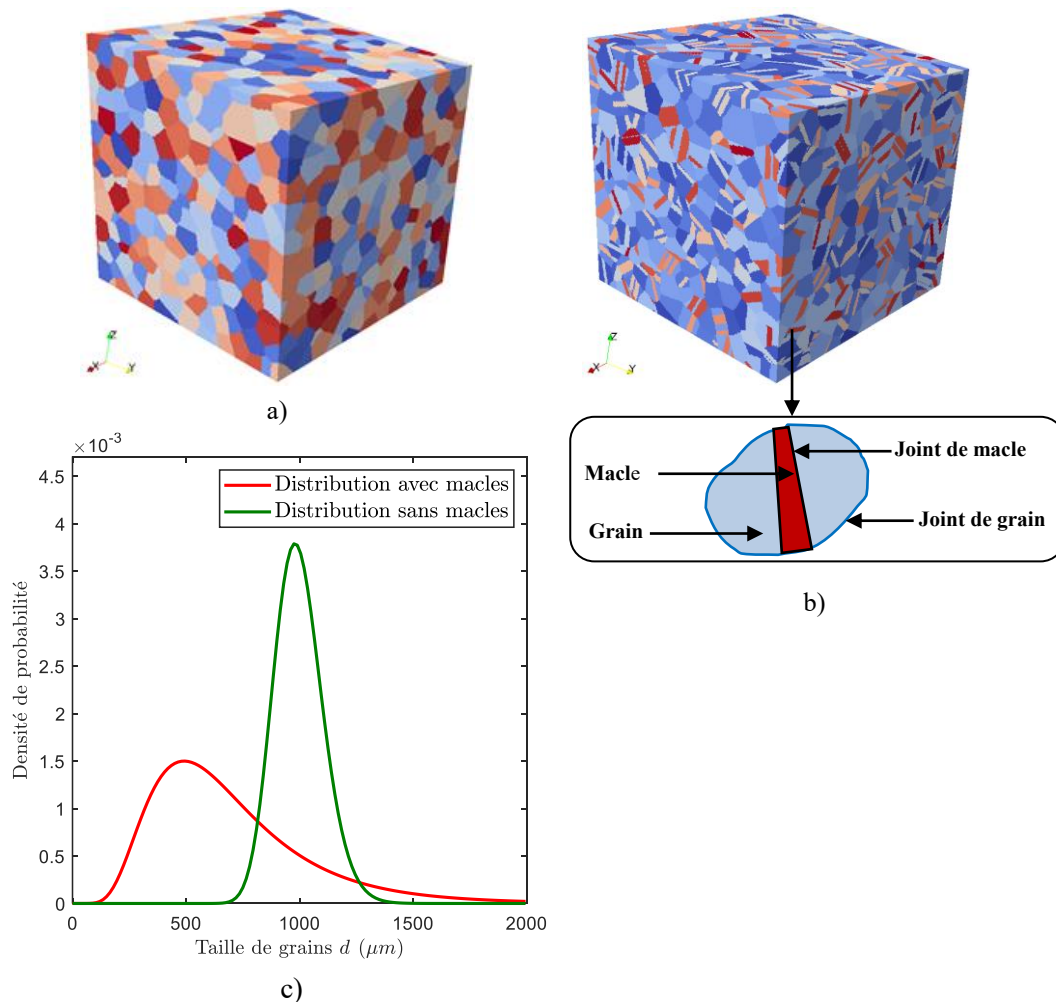 Z
X
Y
Z
X
Y
a)
Joint de macle
Macle
Grain
Joint de grain
b)
×10⁻³
4.5
4
3.5
3
2.5
2
1.5
1
0.5
0
Densité de probabilité
Distribution avec macles
Distribution sans macles
0
500
1000
1500
2000
Taille de grains d (μm)
c)